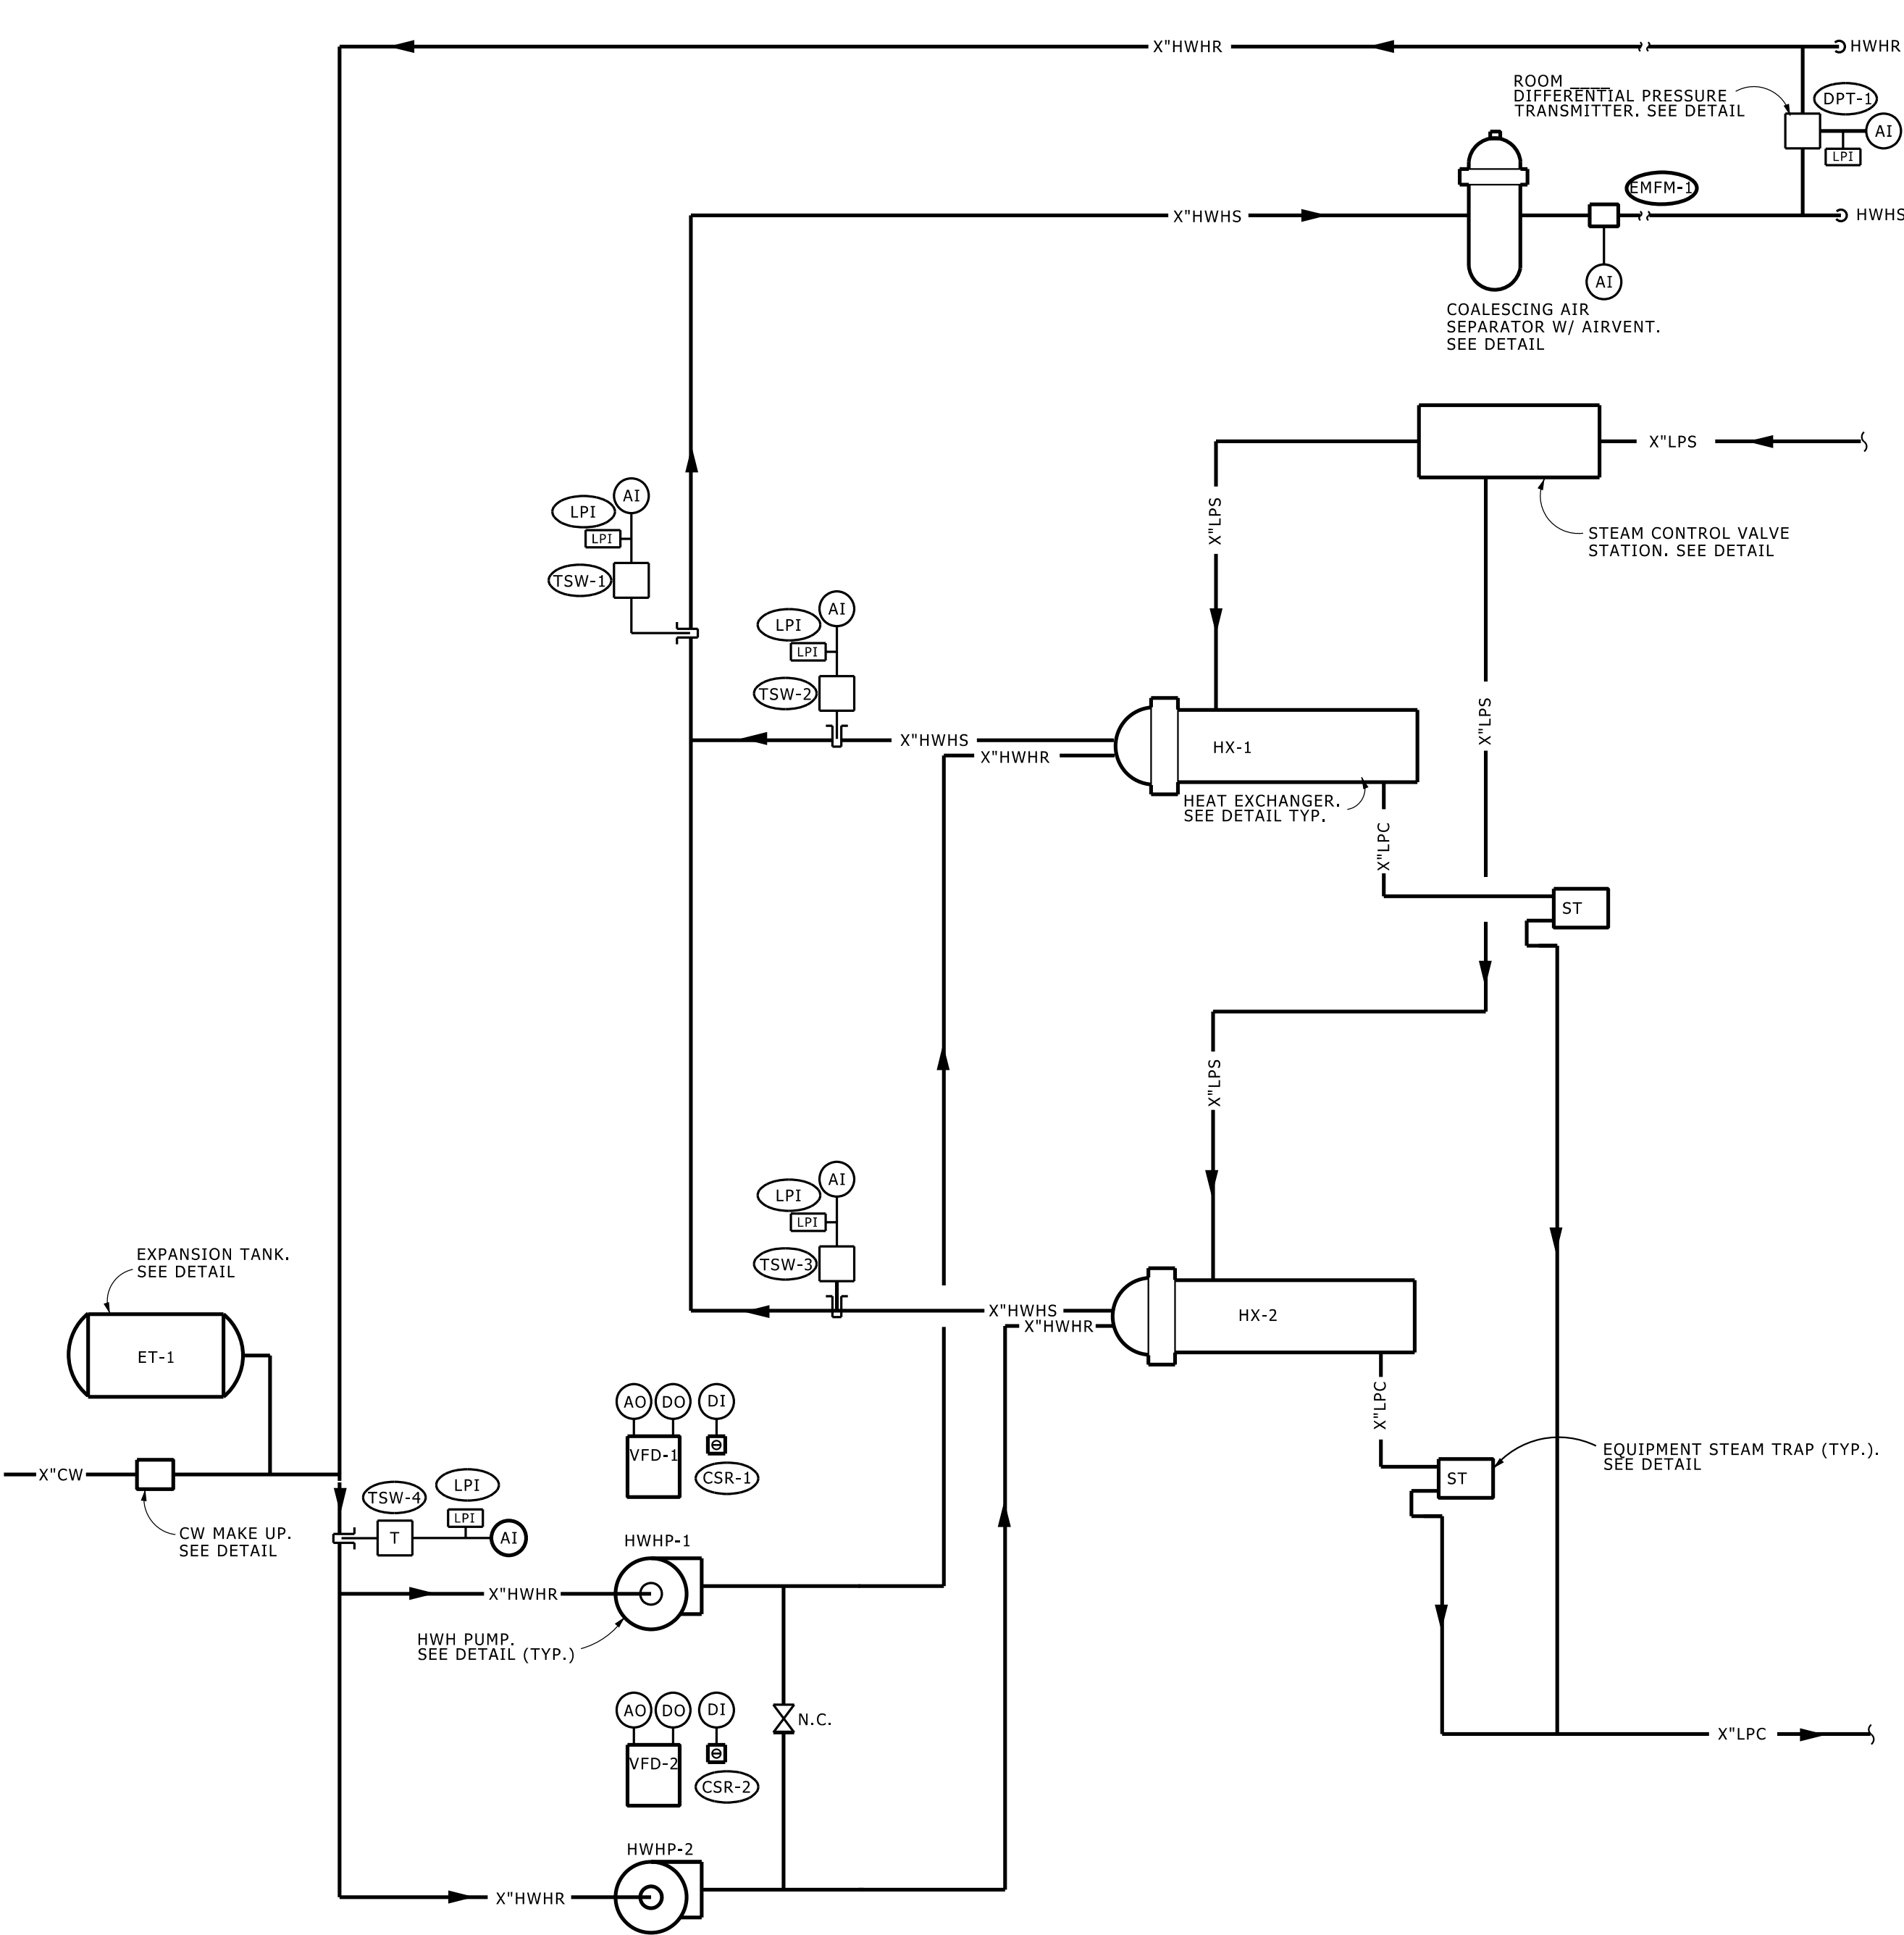 X"HWHR
HWHR
ROOM ____
DIFFERENTIAL PRESSURE
TRANSMITTER. SEE DETAIL
DPT-1
AI
LPI
EMFM-1
X"HWHS
HWHS
AI
COALESCING AIR
SEPARATOR W/ AIRVENT.
SEE DETAIL
X"LPS
STEAM CONTROL VALVE
STATION. SEE DETAIL
X"LPS
AI
LPI
LPI
TSW-1
AI
LPI
LPI
TSW-2
X"HWHS
X"HWHR
HX-1
HEAT EXCHANGER.
SEE DETAIL TYP.
X"LPS
X"LPC
ST
X"LPS
AI
LPI
LPI
TSW-3
X"HWHS
X"HWHR
HX-2
EXPANSION TANK.
SEE DETAIL
ET-1
X"LPC
AO
DO
DI
VFD-1
CSR-1
ST
EQUIPMENT STEAM TRAP (TYP.).
SEE DETAIL
X"CW
CW MAKE UP.
SEE DETAIL
TSW-4
LPI
LPI
T
AI
HWHP-1
X"HWHR
HWH PUMP.
SEE DETAIL (TYP.)
AO
DO
DI
N.C.
VFD-2
CSR-2
X"LPC
HWHP-2
X"HWHR